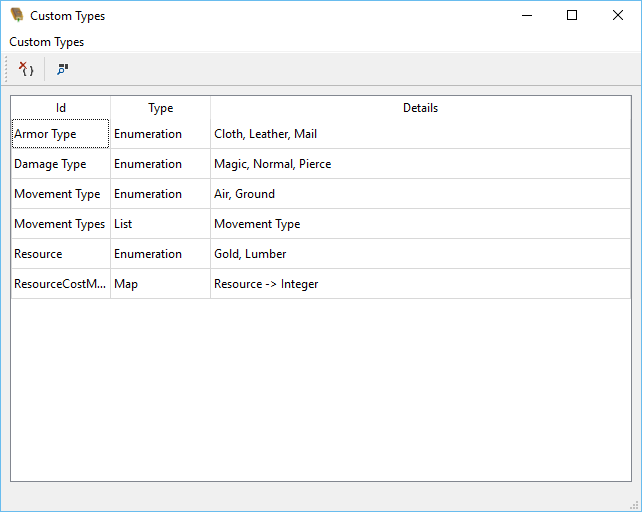 Custom Types
Custom Types
{ }
Id Type Details
Armor Type Enumeration Cloth, Leather, Mail
Damage Type Enumeration Magic, Normal, Pierce
Movement Type Enumeration Air, Ground
Movement Types List Movement Type
Resource Enumeration Gold, Lumber
ResourceCostM... Map Resource -> Integer